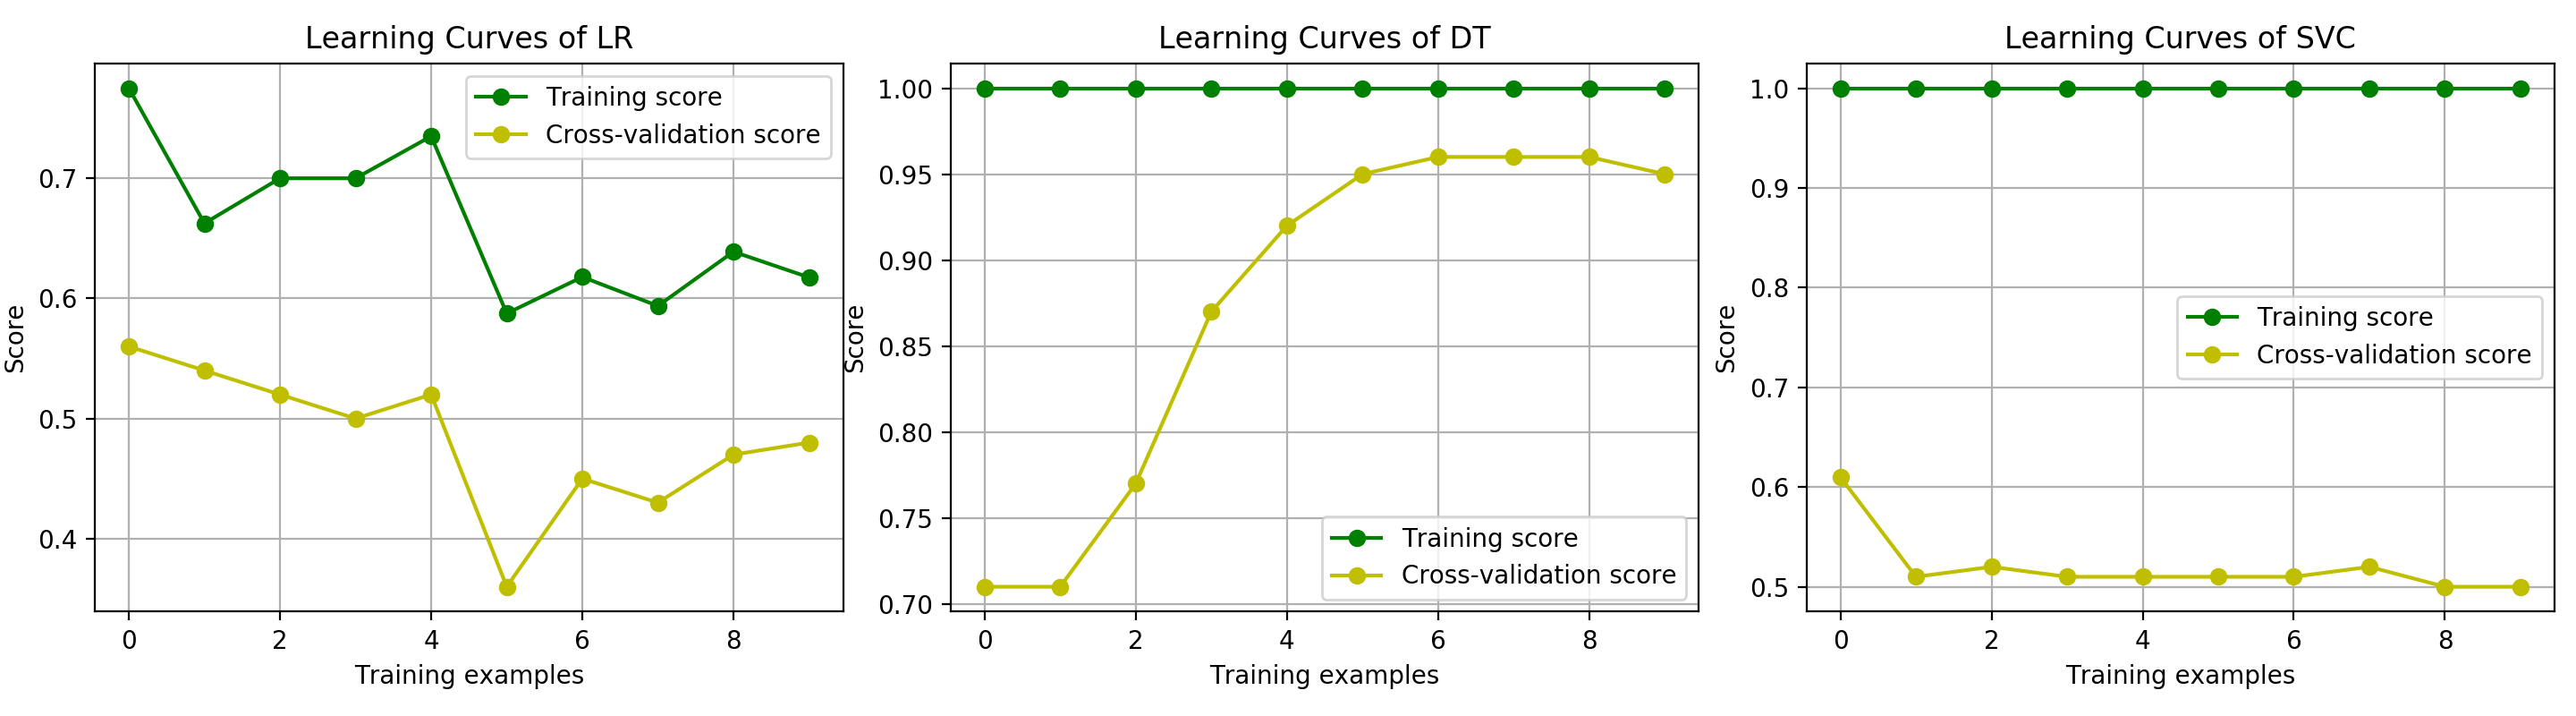 Learning Curves of LR
Training score
Cross-validation score
0.7
0.6
0.5
0.4
Score
0 2 4 6 8
Training examples
Learning Curves of DT
1.00
0.95
0.90
0.85
0.80
0.75
0.70
Score
Training score
Cross-validation score
0 2 4 6 8
Training examples
Learning Curves of SVC
1.0
0.9
0.8
0.7
0.6
0.5
Score
Training score
Cross-validation score
0 2 4 6 8
Training examples